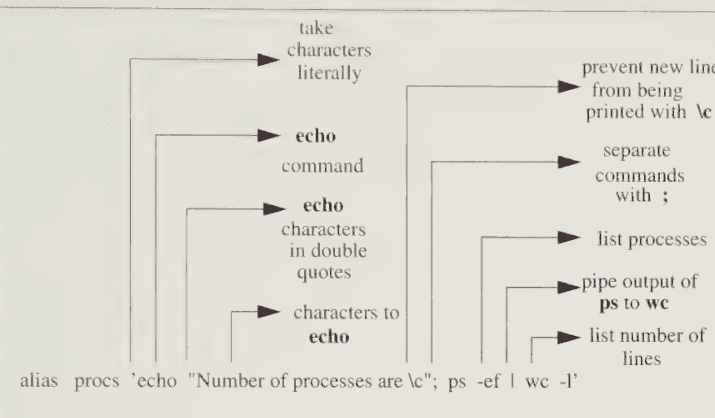 take
characters
literally
echo
command
echo
characters
in double
quotes
characters to
echo
prevent new line
from being
printed with \c
separate
commands
with ;
list processes
pipe output of
ps to wc
list number of
lines
alias procs 'echo "Number of processes are \c"; ps -ef | wc -l'